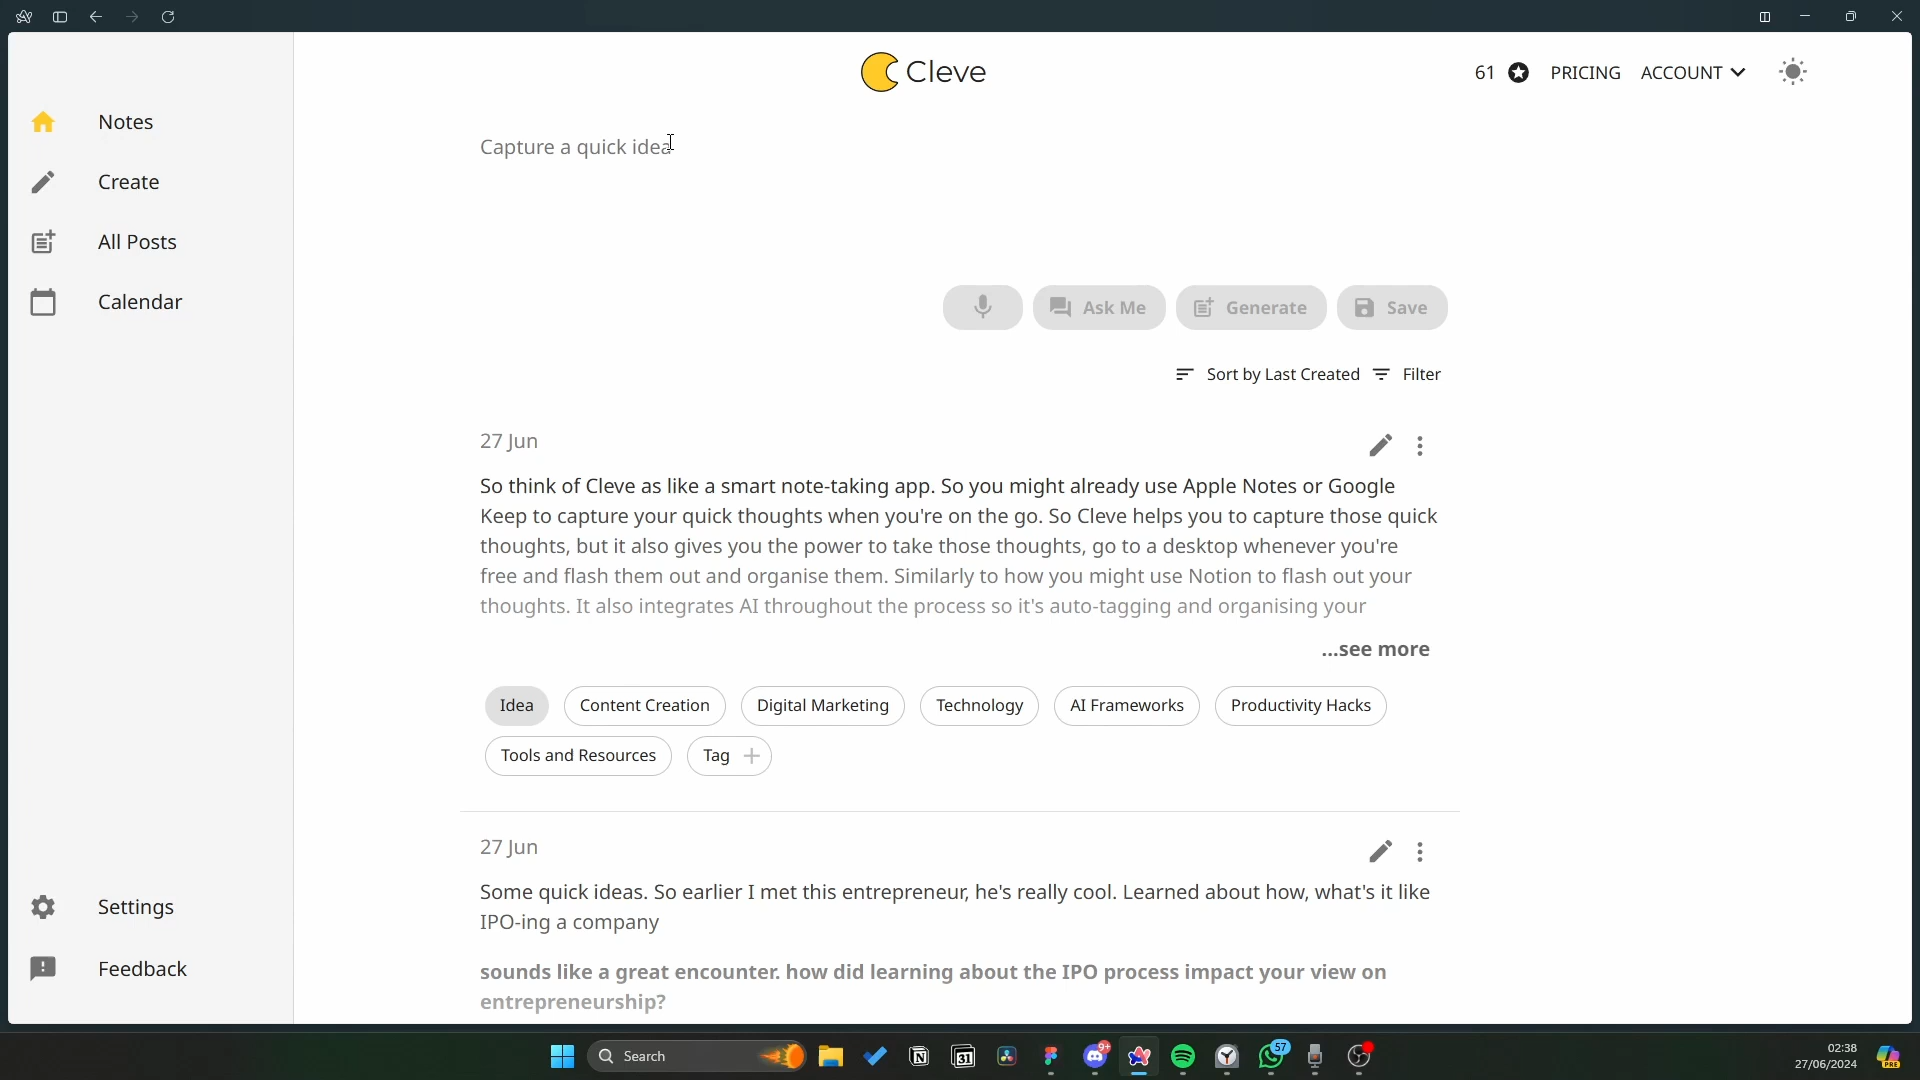 Cleve
61 PRICING ACCOUNT
Notes
Create
All Posts
Calendar
Settings
Feedback
Capture a quick idea
Ask Me
Generate
Save
Sort by Last Created
Filter
27 Jun
So think of Cleve as like a smart note-taking app. So you might already use Apple Notes or Google
Keep to capture your quick thoughts when you're on the go. So Cleve helps you to capture those quick
thoughts, but it also gives you the power to take those thoughts, go to a desktop whenever you're
free and flash them out and organise them. Similarly to how you might use Notion to flash out your
thoughts. It also integrates AI throughout the process so it's auto-tagging and organising your
...see more
Idea
Content Creation
Digital Marketing
Technology
AI Frameworks
Productivity Hacks
Tools and Resources
Tag +
27 Jun
Some quick ideas. So earlier I met this entrepreneur, he's really cool. Learned about how, what's it like
IPO-ing a company
sounds like a great encounter. how did learning about the IPO process impact your view on
entrepreneurship?
Search
N
31
9+
57
02:38
27/06/2024
PRE